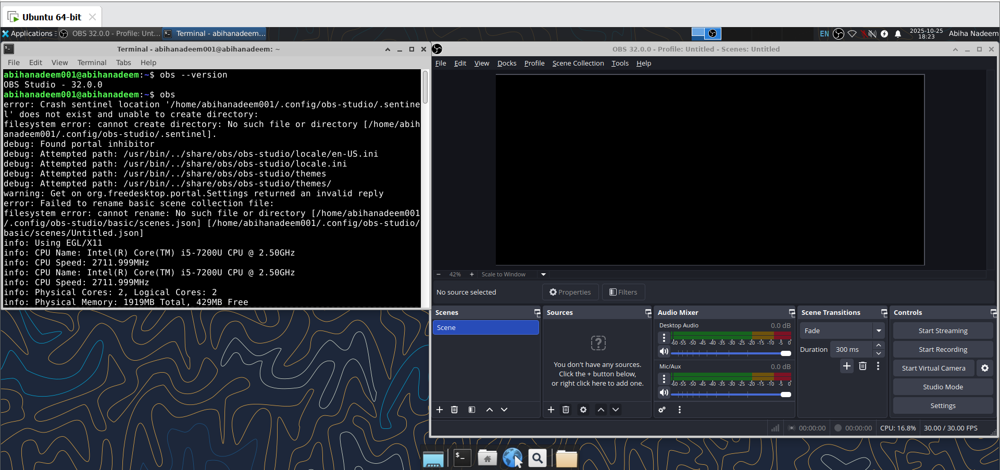 Ubuntu 64-bit
Applications
OBS 32.0.0 - Profile: Unt...
Terminal - abihanadeem...
EN
2025-10-25
18:23
Abiha Nadeem
Terminal - abihanadeem001@abihanadeem: ~
File Edit View Terminal Tabs Help
abihanadeem001@abihanadeem:~$ obs --version
OBS Studio - 32.0.0
abihanadeem001@abihanadeem:~$ obs
error: Crash sentinel location '/home/abihanadeem001/.config/obs-studio/.sentine
l' does not exist and unable to create directory:
filesystem error: cannot create directory: No such file or directory [/home/abih
anadeem001/.config/obs-studio/.sentinel].
debug: Found portal inhibitor
debug: Attempted path: /usr/bin/../share/obs/obs-studio/locale/en-US.ini
debug: Attempted path: /usr/bin/../share/obs/obs-studio/locale.ini
debug: Attempted path: /usr/bin/../share/obs/obs-studio/themes
debug: Attempted path: /usr/bin/../share/obs/obs-studio/themes/
warning: Get on org.freedesktop.portal.Settings returned an invalid reply
error: Failed to rename basic scene collection file:
filesystem error: cannot rename: No such file or directory [/home/abihanadeem001
/.config/obs-studio/basic/scenes.json] [/home/abihanadeem001/.config/obs-studio/
basic/scenes/Untitled.json]
info: Using EGL/X11
info: CPU Name: Intel(R) Core(TM) i5-7200U CPU @ 2.50GHz
info: CPU Speed: 2711.999MHz
info: CPU Name: Intel(R) Core(TM) i5-7200U CPU @ 2.50GHz
info: CPU Speed: 2711.999MHz
info: Physical Cores: 2, Logical Cores: 2
info: Physical Memory: 1919MB Total, 429MB Free
OBS 32.0.0 - Profile: Untitled - Scenes: Untitled
File Edit View Docks Profile Scene Collection Tools Help
42%
Scale to Window
No source selected
Properties
Filters
Scenes
Scene
Sources
You don't have any sources.
Click the + button below,
or right click here to add one.
Audio Mixer
Desktop Audio 0.0 dB
-60 -55 -50 -45 -40 -35 -30 -25 -20 -15 -10 -5 0
Mic/Aux 0.0 dB
-60 -55 -50 -45 -40 -35 -30 -25 -20 -15 -10 -5 0
Scene Transitions
Fade
Duration 300 ms
Controls
Start Streaming
Start Recording
Start Virtual Camera
Studio Mode
Settings
00:00:00
00:00:00
CPU: 16.8%
30.00 / 30.00 FPS